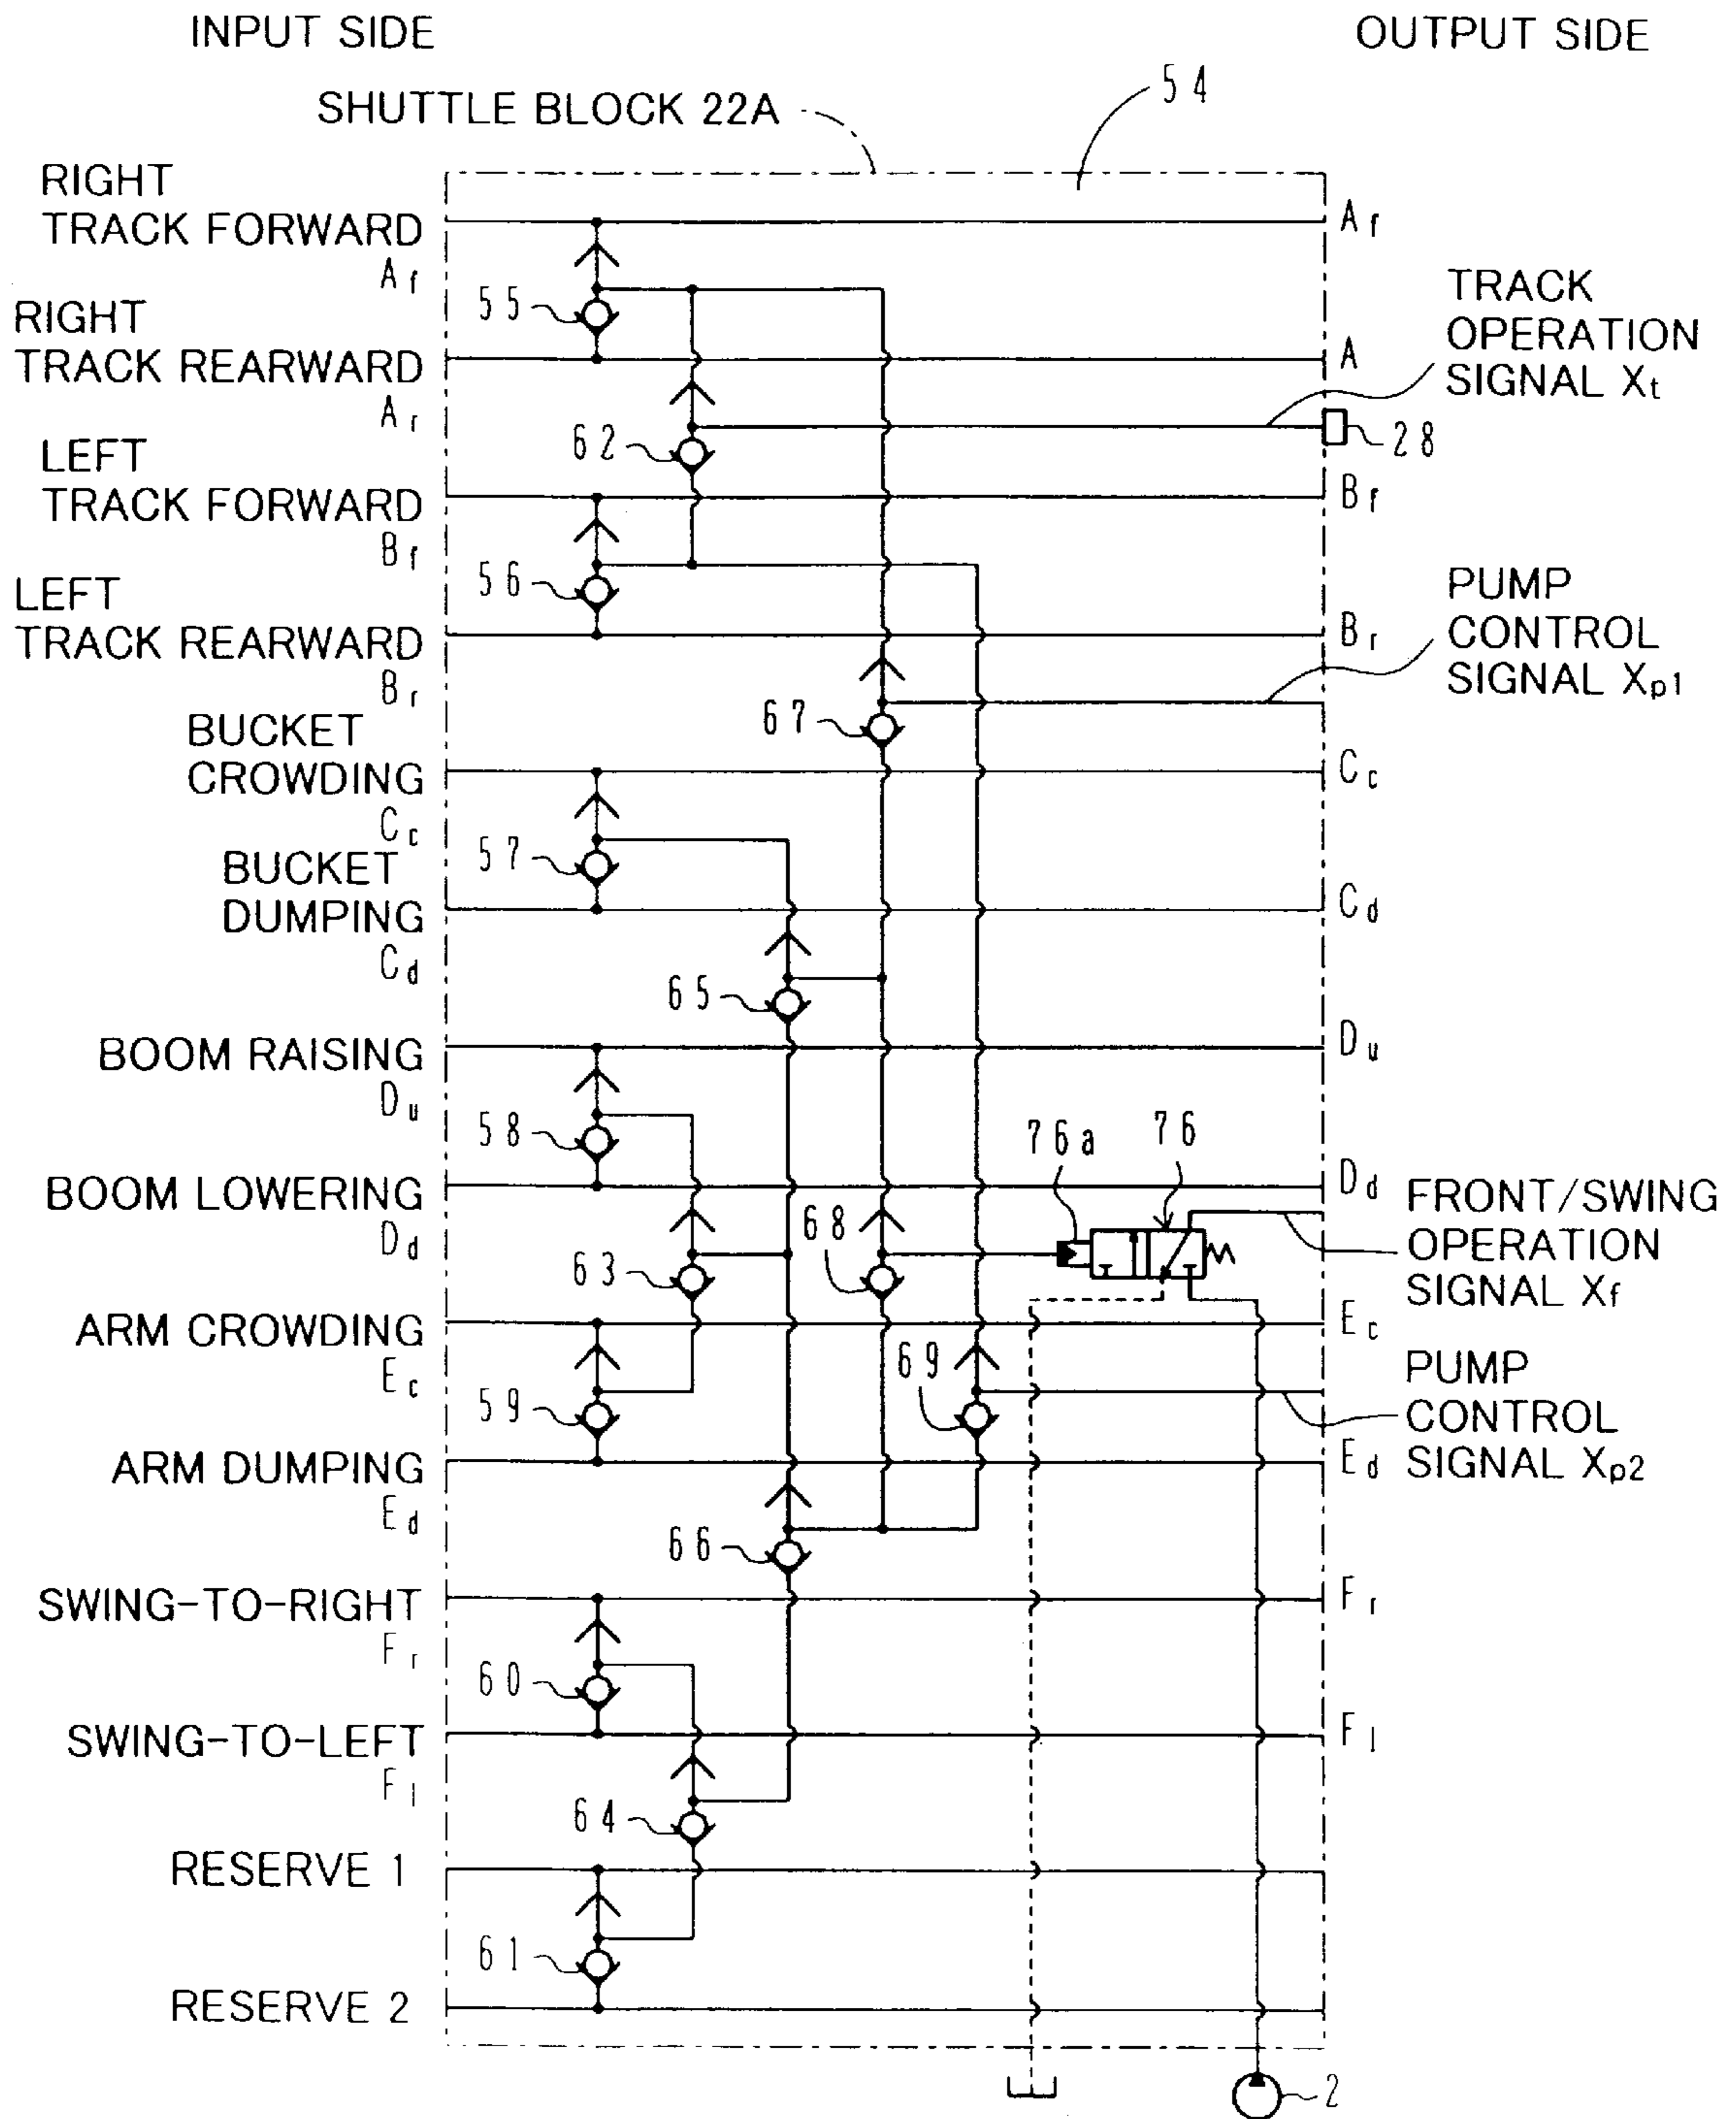 INPUT SIDE
OUTPUT SIDE
SHUTTLE BLOCK 22A
54
RIGHT
TRACK FORWARD
Af
Af
RIGHT
TRACK REARWARD
Ar
55
A
TRACK
OPERATION
SIGNAL Xt
62
28
LEFT
TRACK FORWARD
Bf
Bf
56
LEFT
TRACK REARWARD
Br
Br
PUMP
CONTROL
SIGNAL Xp1
67
BUCKET
CROWDING
Cc
Cc
57
BUCKET
DUMPING
Cd
Cd
65
BOOM RAISING
Du
Du
58
76a
76
BOOM LOWERING
Dd
Dd
FRONT/SWING
OPERATION
SIGNAL Xf
63
68
ARM CROWDING
Ec
Ec
59
69
PUMP
CONTROL
SIGNAL Xp2
ARM DUMPING
Ed
Ed
66
SWING-TO-RIGHT
Fr
Fr
60
SWING-TO-LEFT
Fl
Fl
64
RESERVE 1
61
RESERVE 2
2